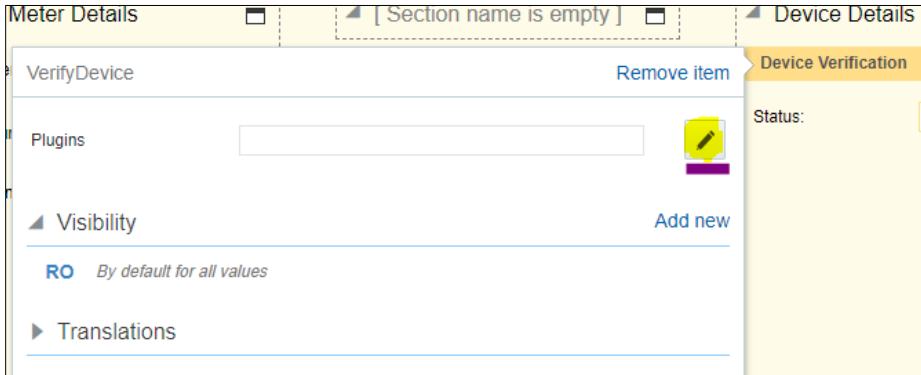 Meter Details
[ Section name is empty ]
Device Details
VerifyDevice
Remove item
Device Verification
Plugins
Status:
Visibility
Add new
RO By default for all values
Translations